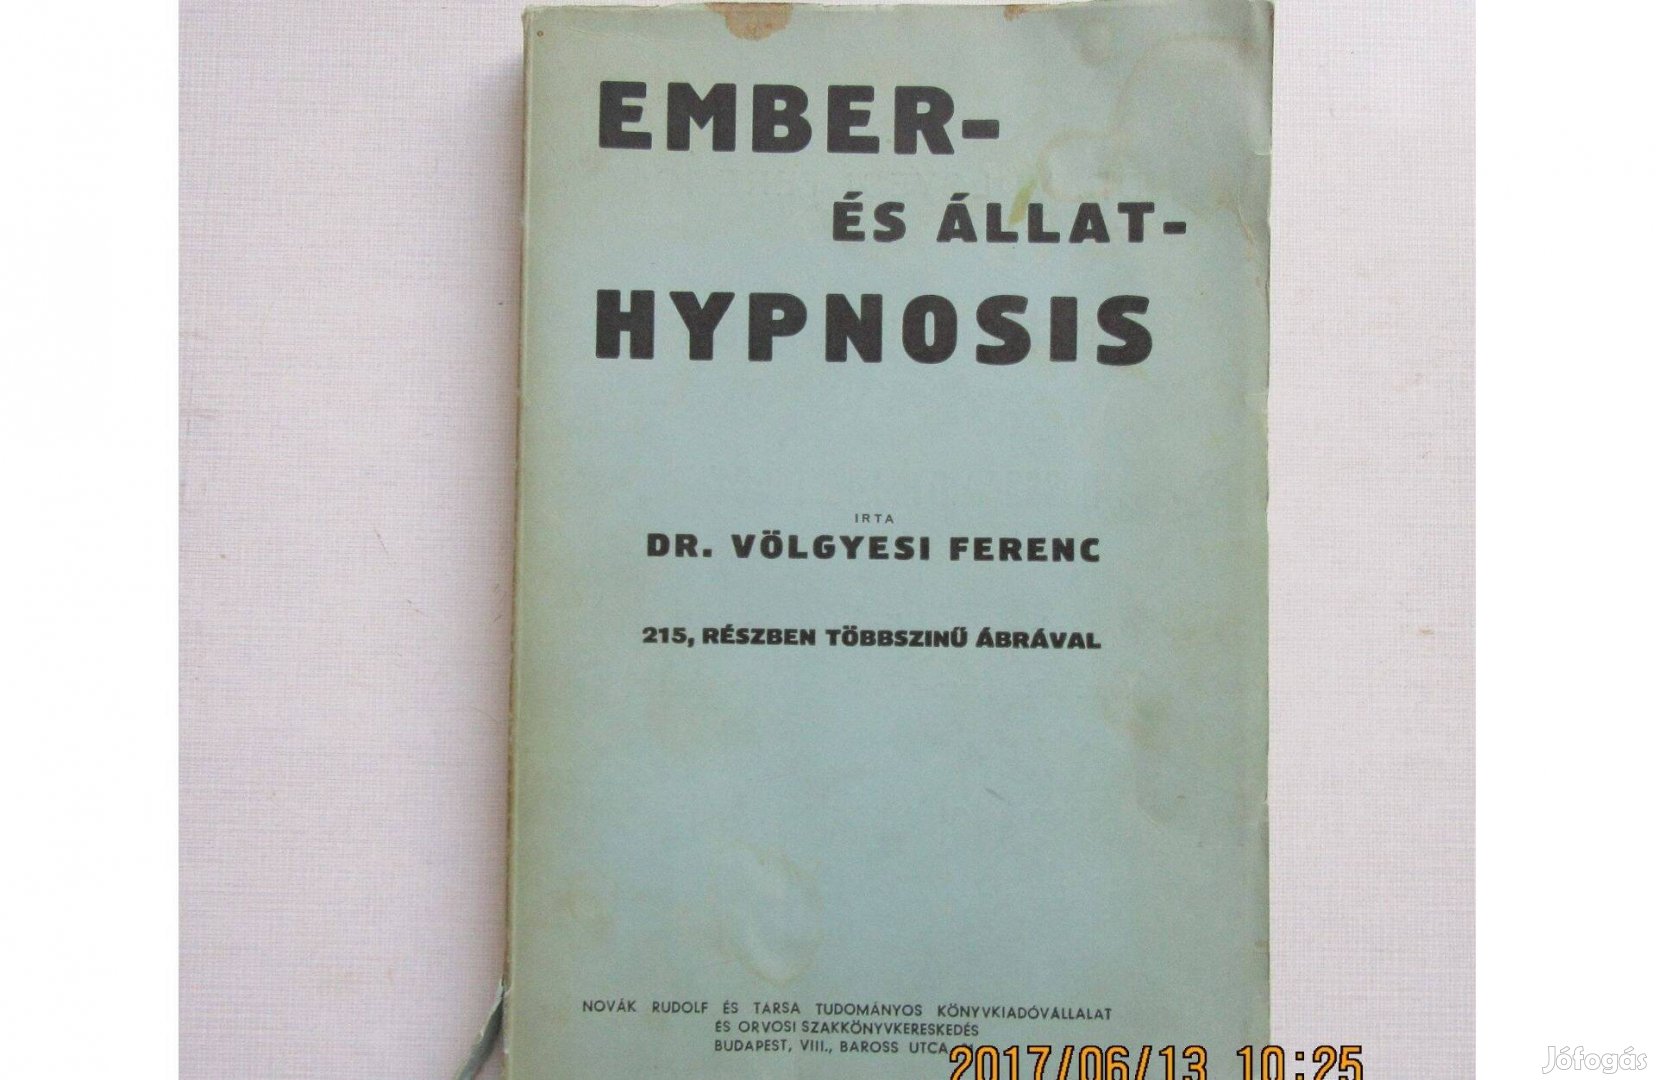 EMBER-
ÉS ÁLLAT-
HYPNOSIS
IRTA
DR. VÖLGYESI FERENC
215, RÉSZBEN TÖBBSZINŰ ÁBRÁVAL
NOVÁK RUDOLF ÉS TÁRSA TUDOMÁNYOS KÖNYVKIADÓVÁLLALAT
ÉS ORVOSI SZAKKÖNYVKERESKEDÉS
BUDAPEST, VIII., BAROSS UTCA
2017/06/13 10:25
Jófogás